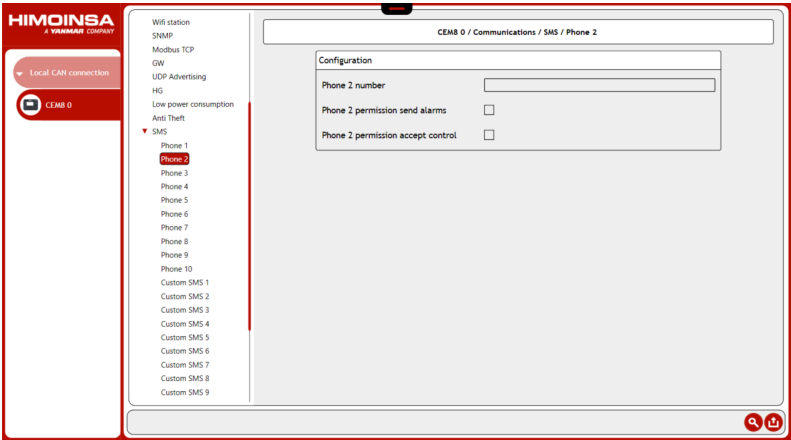 HIMOINSA
A YANMAR COMPANY
Local CAN connection
CEM8 0
Wifi station
SNMP
Modbus TCP
GW
UDP Advertising
HG
Low power consumption
Anti Theft
SMS
Phone 1
Phone 2
Phone 3
Phone 4
Phone 5
Phone 6
Phone 7
Phone 8
Phone 9
Phone 10
Custom SMS 1
Custom SMS 2
Custom SMS 3
Custom SMS 4
Custom SMS 5
Custom SMS 6
Custom SMS 7
Custom SMS 8
Custom SMS 9
CEM8 0 / Communications / SMS / Phone 2
Configuration
Phone 2 number
Phone 2 permission send alarms
Phone 2 permission accept control